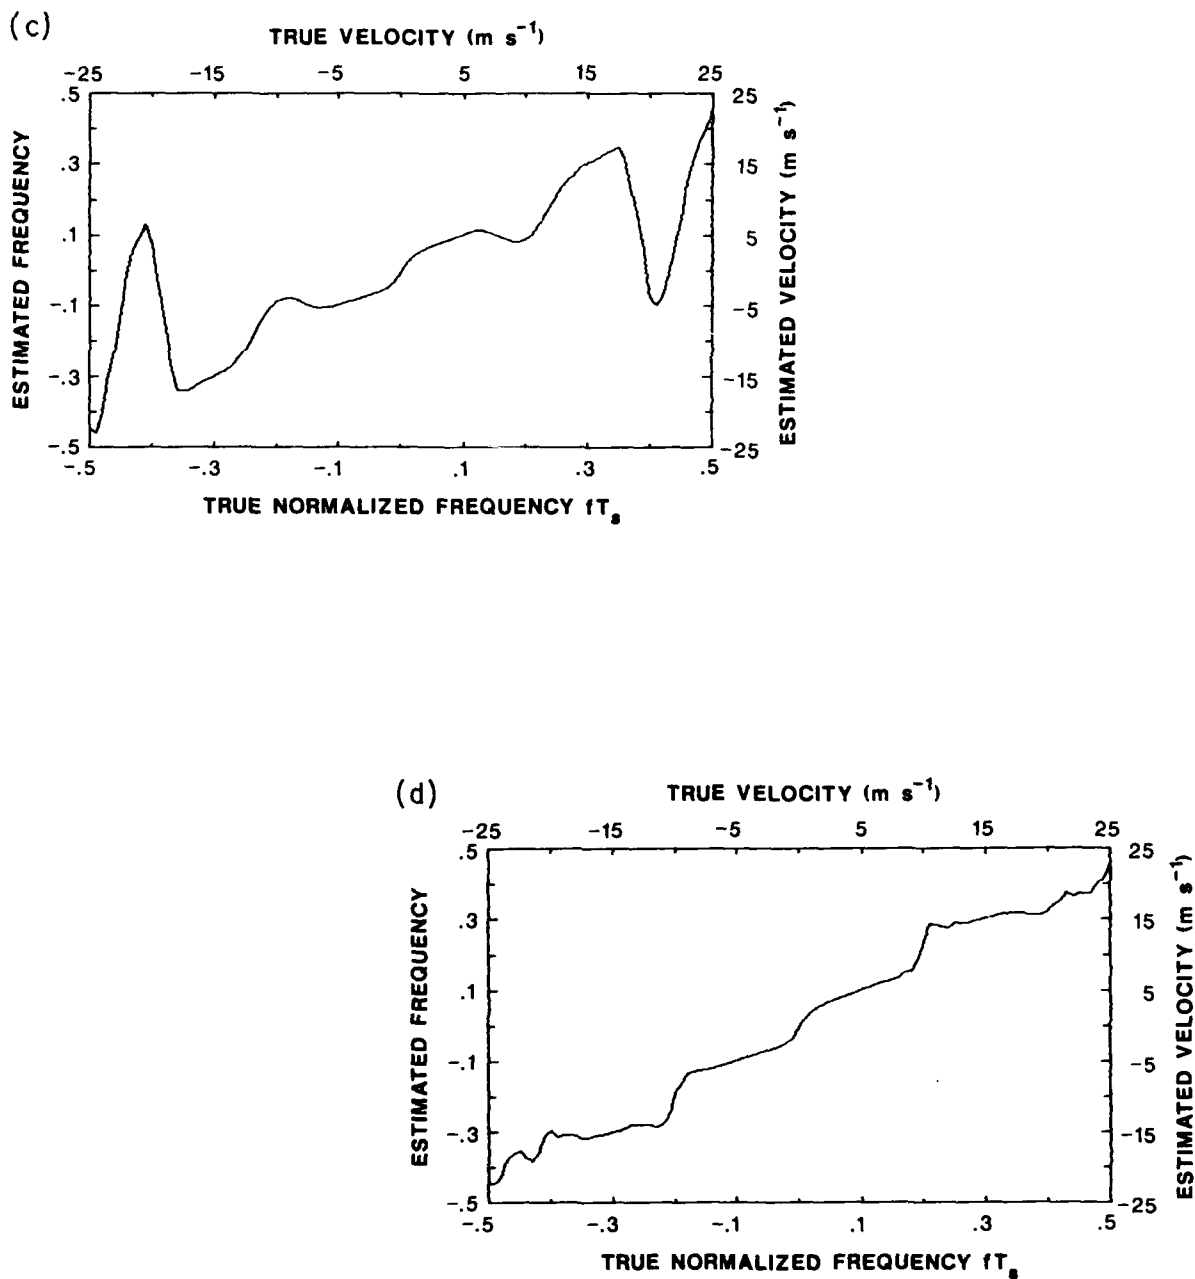 (c)
TRUE VELOCITY (m s-1)
-25 -15 -5 5 15 25
.5 25
.3 15
.1 5
-.1 -5
-.3 -15
-.5 -25
ESTIMATED FREQUENCY
ESTIMATED VELOCITY (m s-1)
-.5 -.3 -.1 .1 .3 .5
TRUE NORMALIZED FREQUENCY fTs
(d)
TRUE VELOCITY (m s-1)
-25 -15 -5 5 15 25
.5 25
.3 15
.1 5
-.1 -5
-.3 -15
-.5 -25
ESTIMATED FREQUENCY
ESTIMATED VELOCITY (m s-1)
-.5 -.3 -.1 .1 .3 .5
TRUE NORMALIZED FREQUENCY fTs